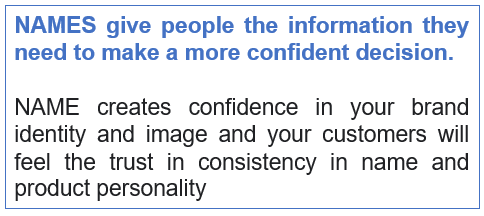 NAMES give people the information they
need to make a more confident decision.
NAME creates confidence in your brand
identity and image and your customers will
feel the trust in consistency in name and
product personality